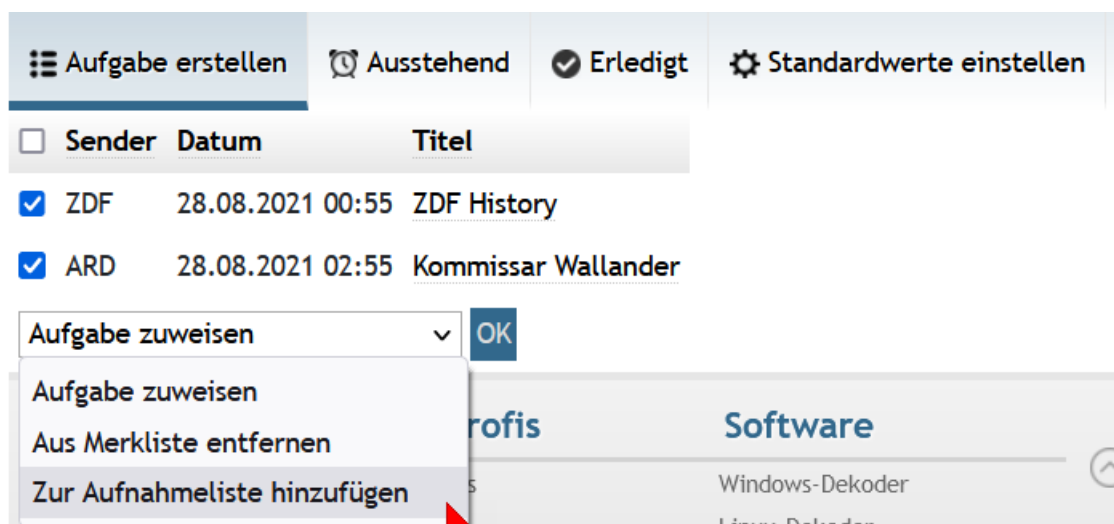 Aufgabe erstellen Ausstehend Erledigt Standardwerte einstellen
Sender Datum Titel
ZDF 28.08.2021 00:55 ZDF History
ARD 28.08.2021 02:55 Kommissar Wallander
Aufgabe zuweisen OK
Aufgabe zuweisen
Aus Merkliste entfernen
rofis Software
Zur Aufnahmeliste hinzufügen
s Windows-Dekoder